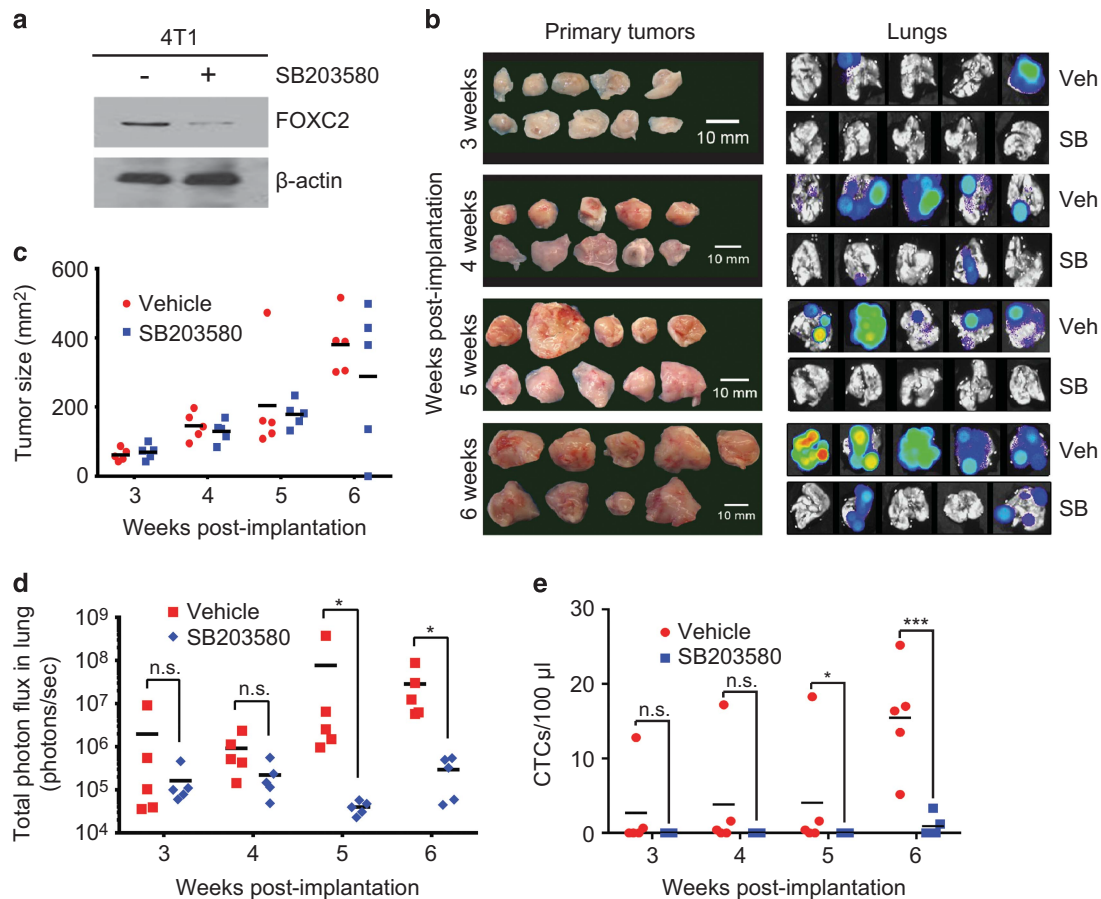 a
4T1
- + SB203580
FOXC2
β-actin
b
Primary tumors
Lungs
Weeks post-implantation
3 weeks
10 mm
Veh
SB
4 weeks
10 mm
Veh
SB
5 weeks
10 mm
Veh
SB
6 weeks
10 mm
Veh
SB
c
Tumor size (mm²)
600
400
200
0
Vehicle
SB203580
3 4 5 6
Weeks post-implantation
d
Total photon flux in lung
(photons/sec)
10⁹
10⁸
10⁷
10⁶
10⁵
10⁴
Vehicle
SB203580
n.s.
n.s.
*
*
3 4 5 6
Weeks post-implantation
e
CTCs/100 µl
30
20
10
0
Vehicle
SB203580
n.s.
n.s.
*
***
3 4 5 6
Weeks post-implantation